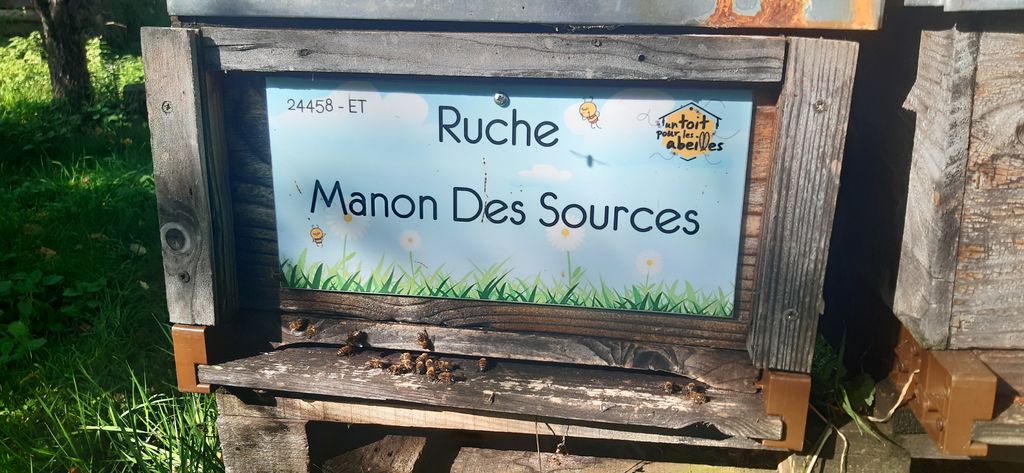 24458 - ET
Ruche
un toit
pour les
abeilles
Manon Des Sources